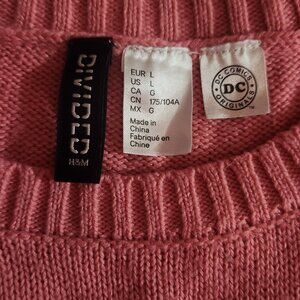 DIVIDED
H&M
EUR L
US L
CA G
CN 175/104A
MX G
Made in
China
Fabriqué en
Chine
DC COMICS
DC
ORIGINALS